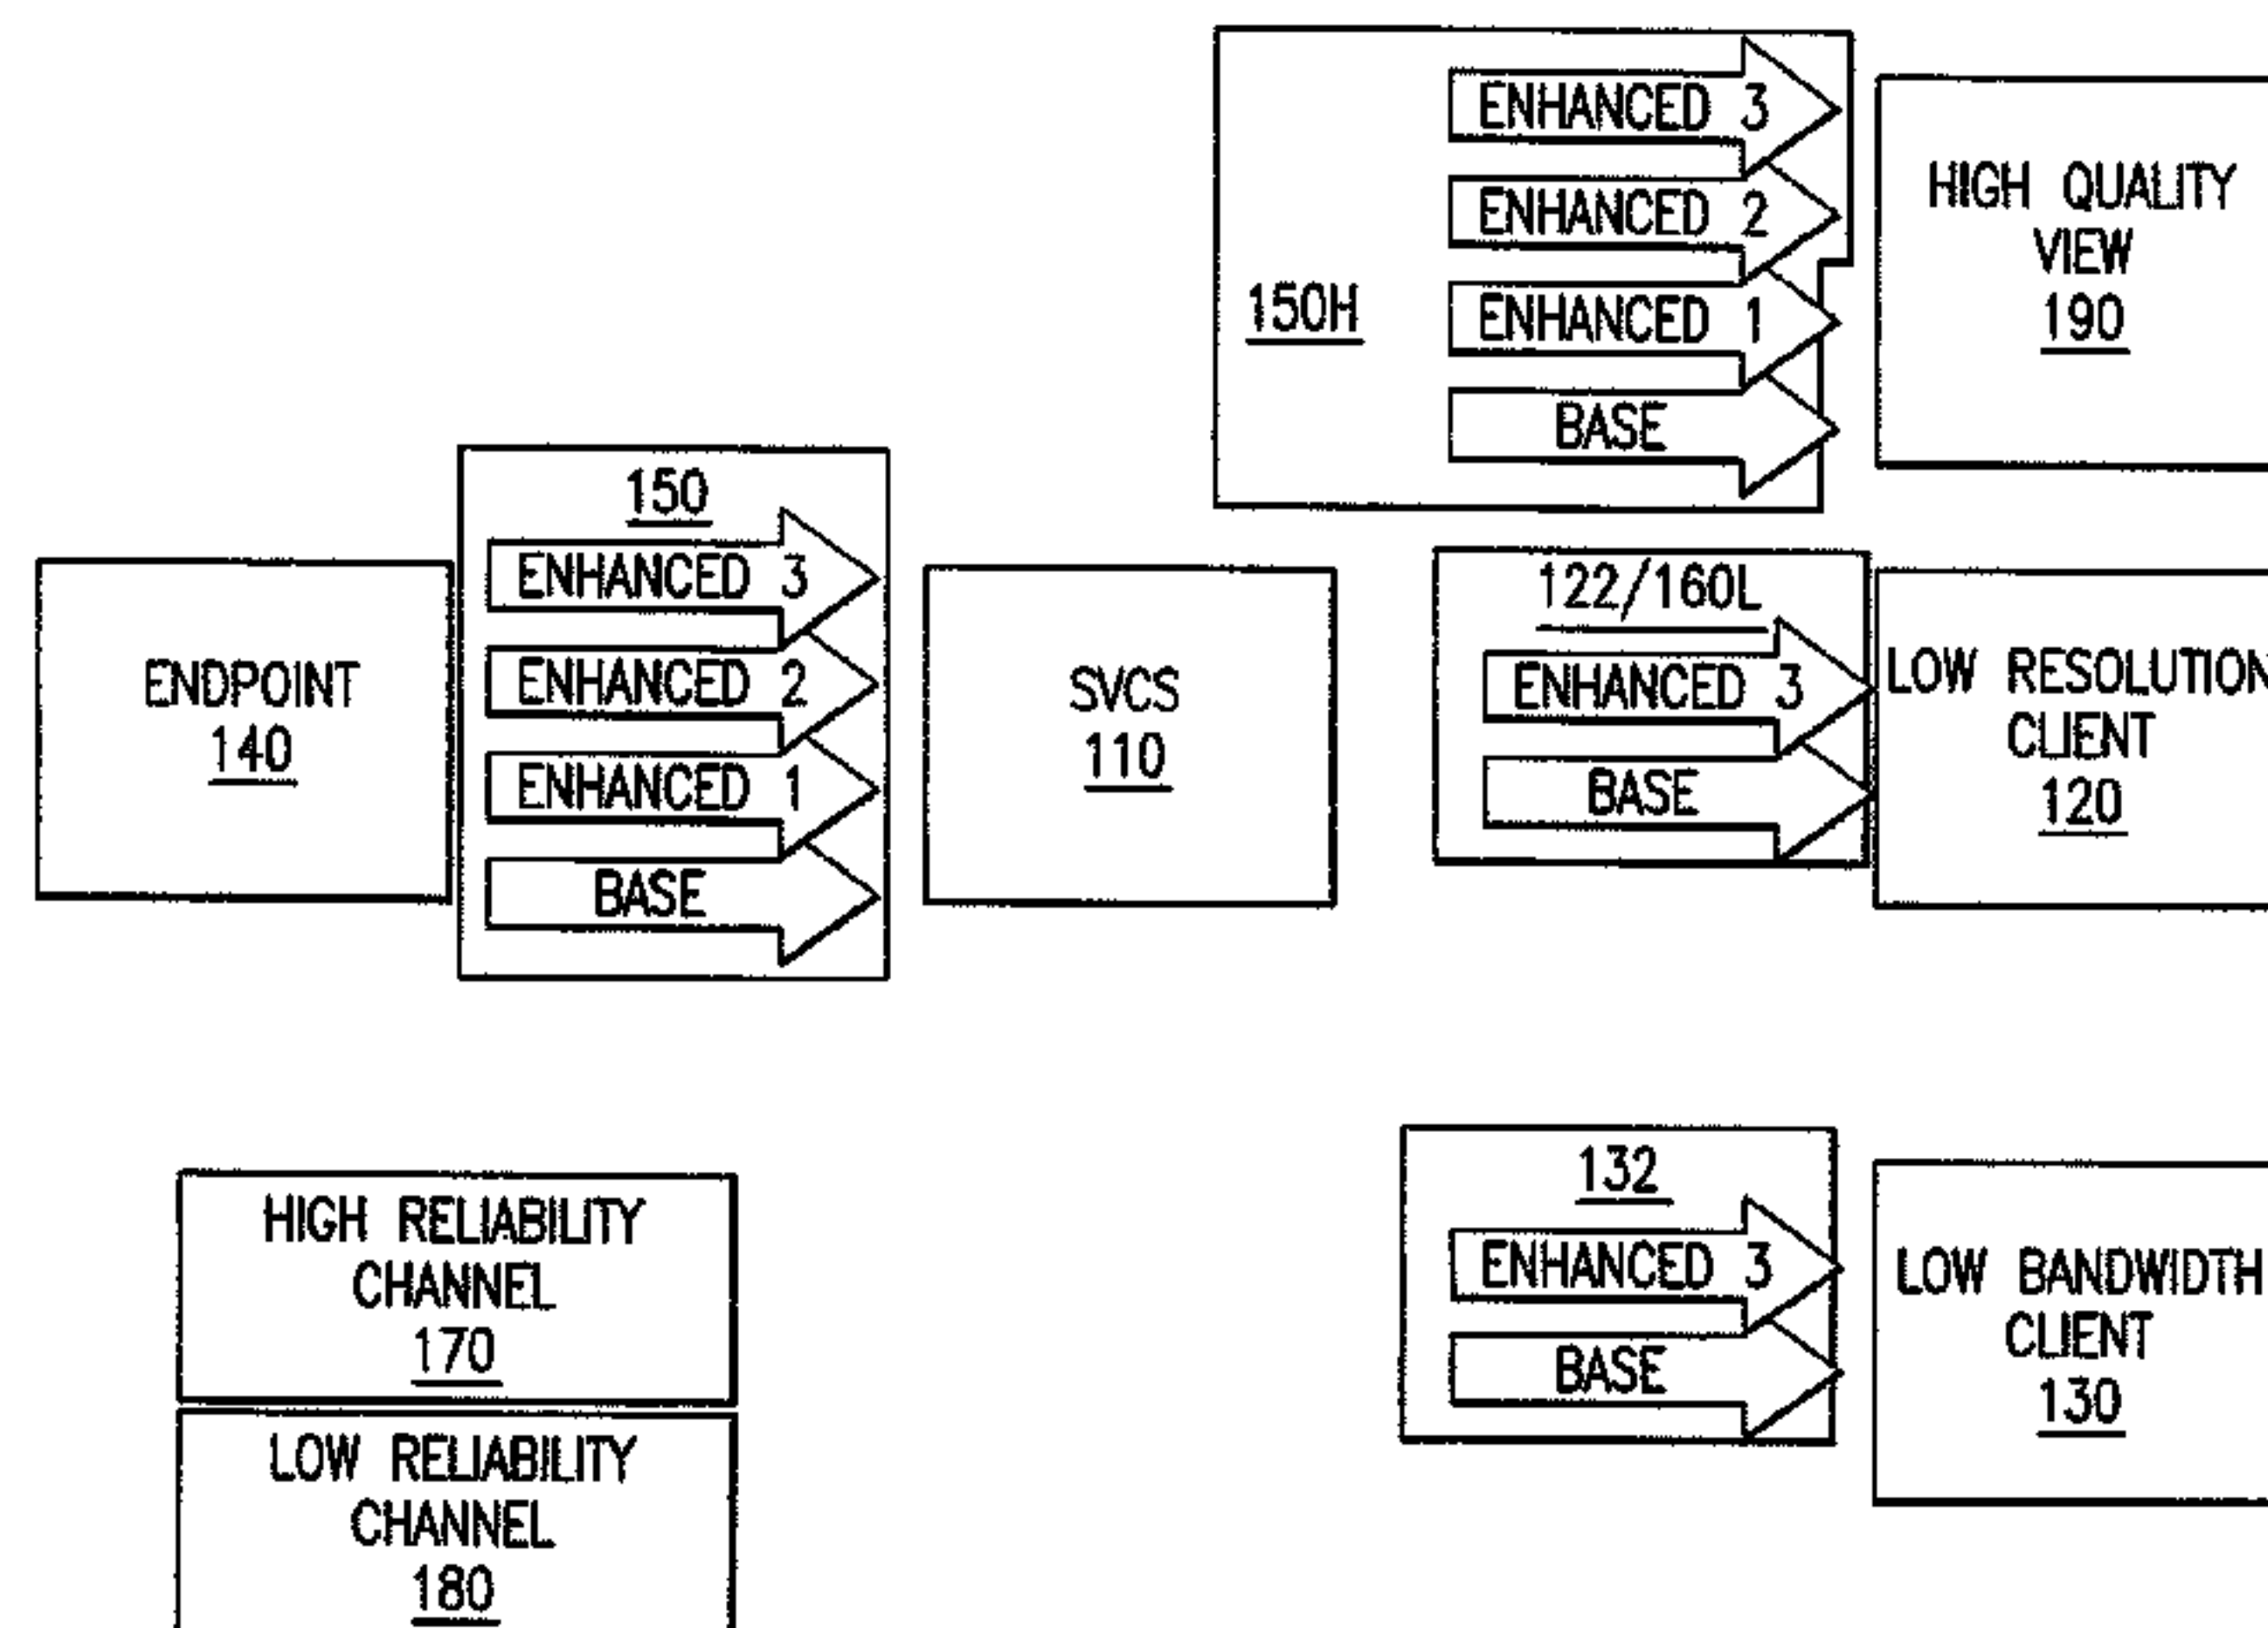 ENHANCED 3
ENHANCED 2
150H
ENHANCED 1
BASE
HIGH QUALITY
VIEW
190
ENDPOINT
140
150
ENHANCED 3
ENHANCED 2
ENHANCED 1
BASE
SVCS
110
122/160L
ENHANCED 3
BASE
LOW RESOLUTION
CLIENT
120
HIGH RELIABILITY
CHANNEL
170
LOW RELIABILITY
CHANNEL
180
132
ENHANCED 3
BASE
LOW BANDWIDTH
CLIENT
130